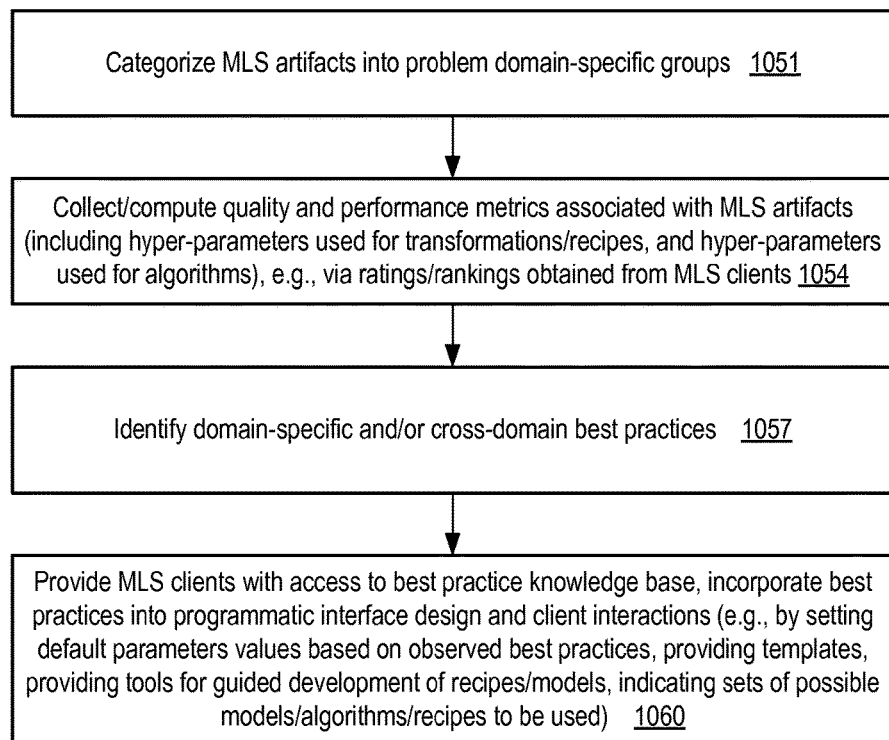 Categorize MLS artifacts into problem domain-specific groups 1051
Collect/compute quality and performance metrics associated with MLS artifacts
(including hyper-parameters used for transformations/recipes, and hyper-parameters
used for algorithms), e.g., via ratings/rankings obtained from MLS clients 1054
Identify domain-specific and/or cross-domain best practices 1057
Provide MLS clients with access to best practice knowledge base, incorporate best
practices into programmatic interface design and client interactions (e.g., by setting
default parameters values based on observed best practices, providing templates,
providing tools for guided development of recipes/models, indicating sets of possible
models/algorithms/recipes to be used) 1060